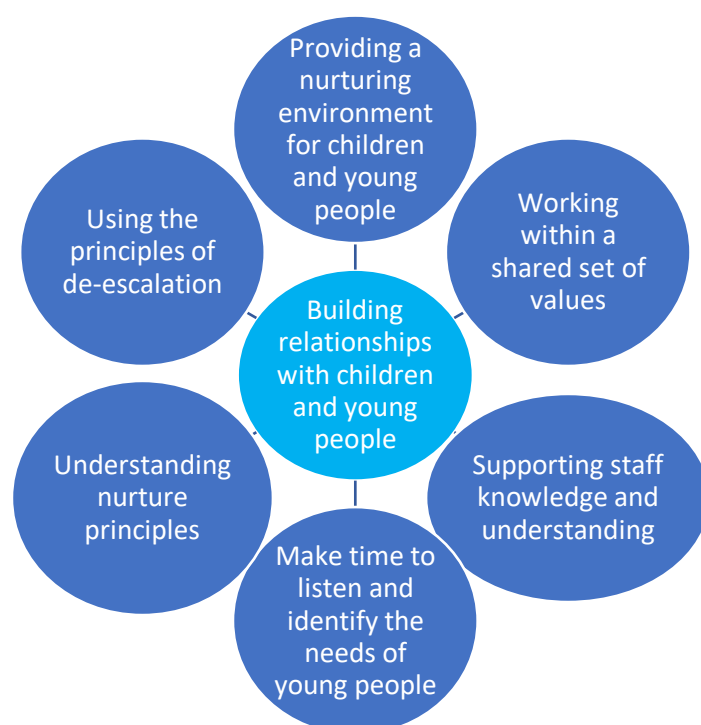 Providing a
nurturing
environment
for children
and young
people
Working
within a
shared set of
values
Supporting staff
knowledge and
understanding
Make time to
listen and
identify the
needs of
young people
Understanding
nurture
principles
Using the
principles of
de-escalation
Building
relationships
with children
and young
people